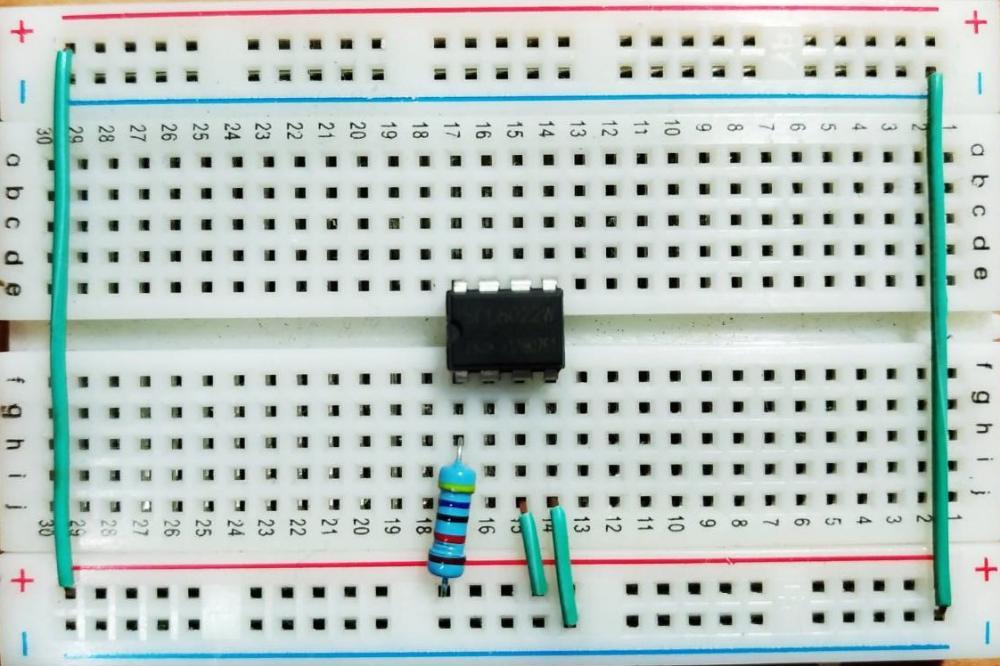 + +
- -
30 29 28 27 26 25 24 23 22 21 20 19 18 17 16 15 14 13 12 11 10 9 8 7 6 5 4 3 2 1
a a
b b
c c
d d
e e
f f
g g
h h
i i
j j
30 29 28 27 26 25 24 23 22 21 20 19 18 16 15 14 13 12 11 10 9 8 7 6 5 4 3 2 1
+ +
- -